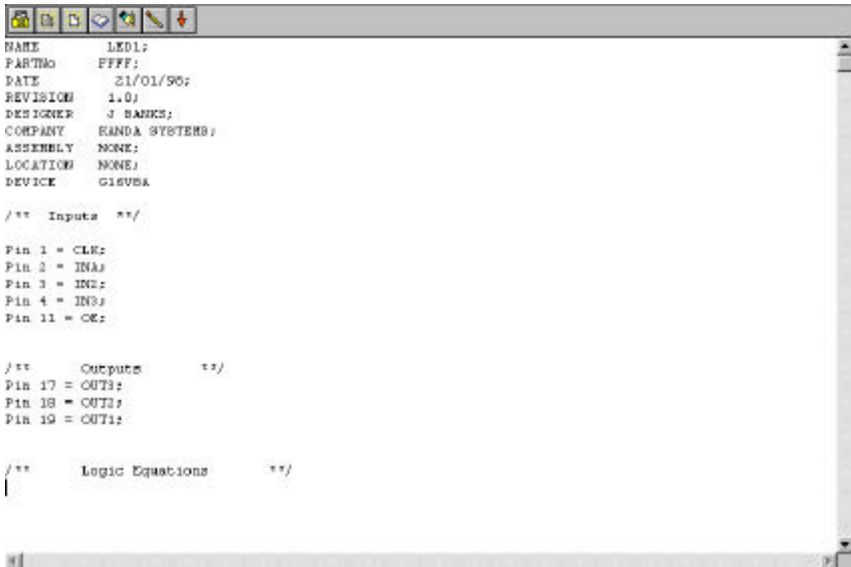 NAME LED1;
PARTNo FFFF;
DATE 21/01/98;
REVISION 1.0;
DESIGNER J BANKS;
COMPANY KANDA SYSTEMS;
ASSEMBLY NONE;
LOCATION NONE;
DEVICE G16V8A
/** Inputs **/
Pin 1 = CLK;
Pin 2 = INA;
Pin 3 = IN2;
Pin 4 = IN3;
Pin 11 = OE;
/** Outputs **/
Pin 17 = OUT3;
Pin 18 = OUT2;
Pin 19 = OUT1;
/** Logic Equations **/